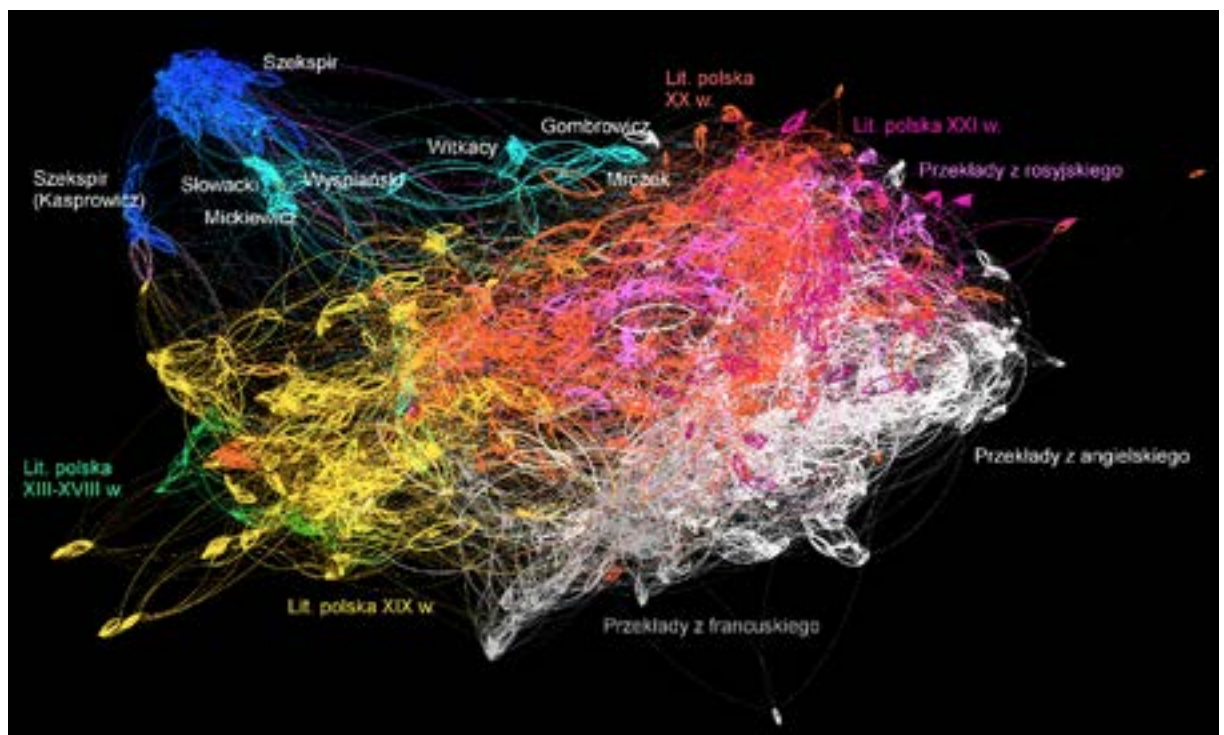 Szekspir
Lit. polska
XX w.
Gombrowicz
Lit. polska XXI w.
Witkacy
Mrożek
Przekłady z rosyjskiego
Szekspir
(Kasprowicz)
Słowacki
Wyspiański
Mickiewicz
Lit. polska
XIII-XVIII w
Przekłady z angielskiego
Lit. polska XIX w.
Przekłady z francuskiego